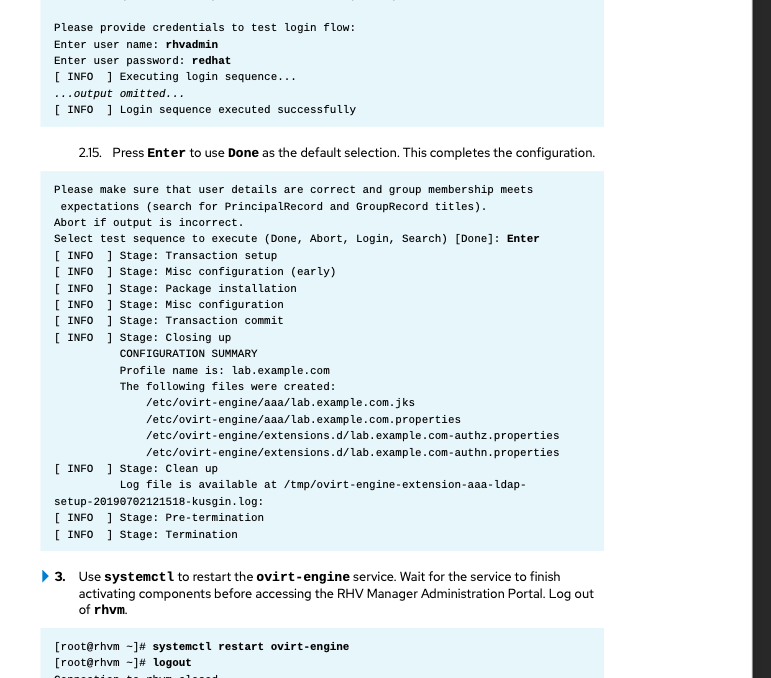 Please provide credentials to test login flow:
Enter user name: rhvadmin
Enter user password: redhat
[ INFO  ] Executing login sequence...
...output omitted...
[ INFO  ] Login sequence executed successfully
2.15. Press Enter to use Done as the default selection. This completes the configuration.
Please make sure that user details are correct and group membership meets
 expectations (search for PrincipalRecord and GroupRecord titles).
Abort if output is incorrect.
Select test sequence to execute (Done, Abort, Login, Search) [Done]: Enter
[ INFO  ] Stage: Transaction setup
[ INFO  ] Stage: Misc configuration (early)
[ INFO  ] Stage: Package installation
[ INFO  ] Stage: Misc configuration
[ INFO  ] Stage: Transaction commit
[ INFO  ] Stage: Closing up
          CONFIGURATION SUMMARY
          Profile name is: lab.example.com
          The following files were created:
              /etc/ovirt-engine/aaa/lab.example.com.jks
              /etc/ovirt-engine/aaa/lab.example.com.properties
              /etc/ovirt-engine/extensions.d/lab.example.com-authz.properties
              /etc/ovirt-engine/extensions.d/lab.example.com-authn.properties
[ INFO  ] Stage: Clean up
          Log file is available at /tmp/ovirt-engine-extension-aaa-ldap-
setup-20190702121518-kusgin.log:
[ INFO  ] Stage: Pre-termination
[ INFO  ] Stage: Termination
3. Use systemctl to restart the ovirt-engine service. Wait for the service to finish
activating components before accessing the RHV Manager Administration Portal. Log out
of rhvm.
[root@rhvm ~]# systemctl restart ovirt-engine
[root@rhvm ~]# logout
Connection to rhvm closed